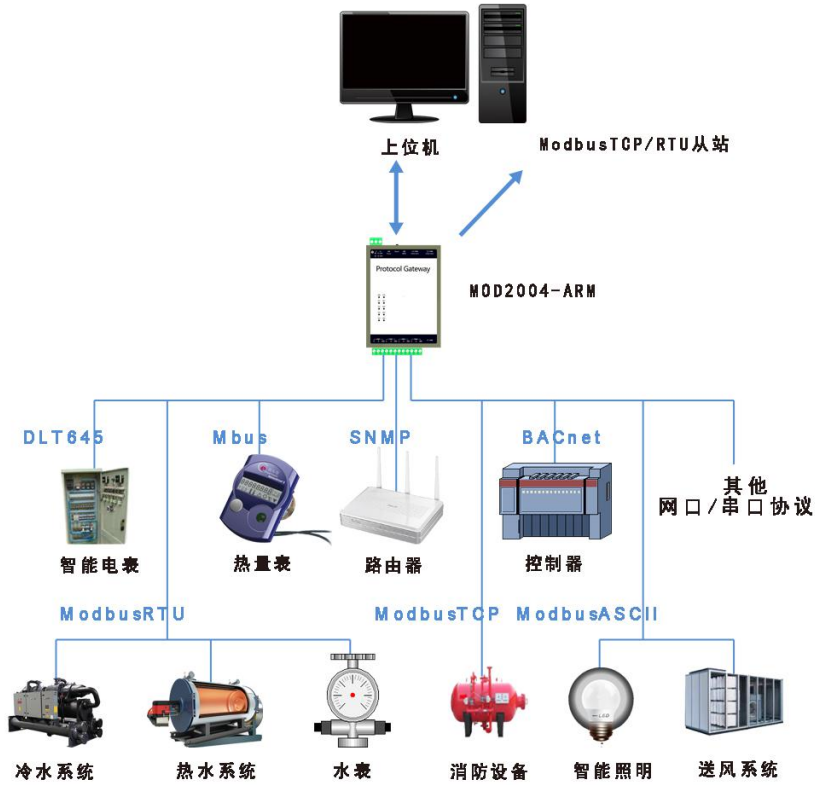 上位机
ModbusTCP/RTU从站
Protocol Gateway
MOD2004-ARM
DLT645
Mbus
SNMP
BACnet
其他
网口/串口协议
智能电表
热量表
路由器
控制器
ModbusRTU
ModbusTCP
ModbusASCII
冷水系统
热水系统
水表
消防设备
智能照明
送风系统